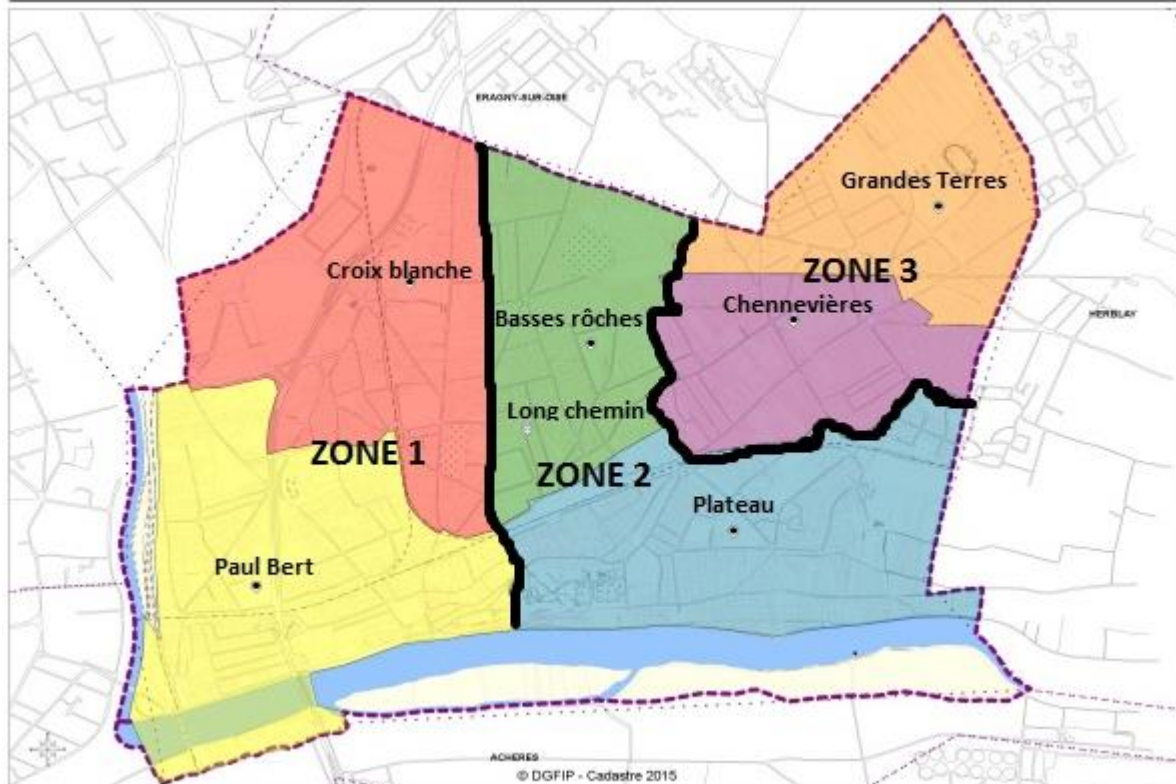 ERAGNY-SUR-OISE
Grandes Terres
Croix blanche
ZONE 3
Chennevières
Basses rôches
HERBLAY
Long chemin
ZONE 1
ZONE 2
Plateau
Paul Bert
ACHERES
© DGFIP - Cadastre 2015